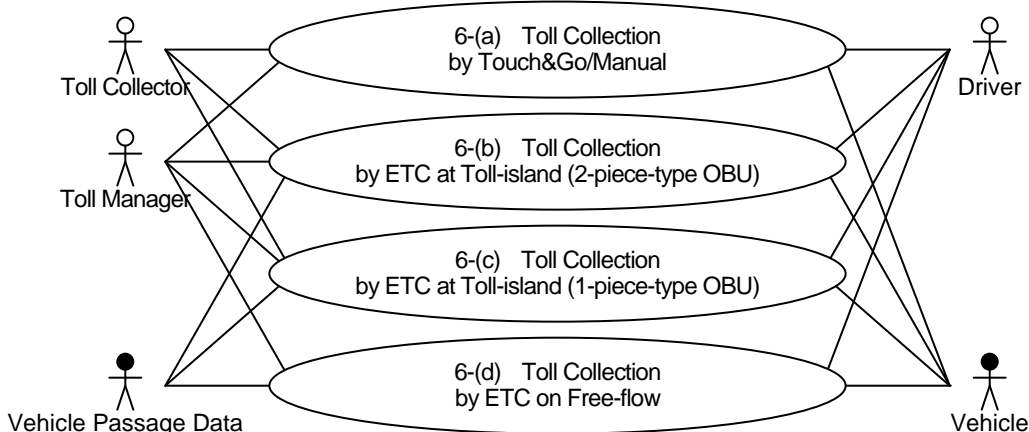 6-(a) Toll Collection
by Touch&Go/Manual
Toll Collector
Driver
6-(b) Toll Collection
by ETC at Toll-island (2-piece-type OBU)
Toll Manager
6-(c) Toll Collection
by ETC at Toll-island (1-piece-type OBU)
6-(d) Toll Collection
by ETC on Free-flow
Vehicle Passage Data
Vehicle